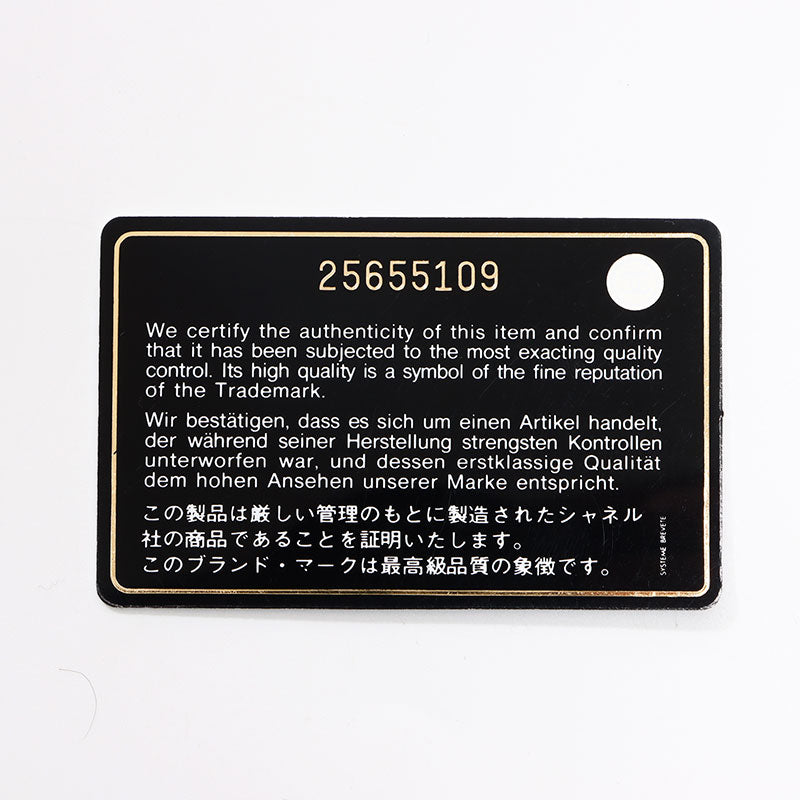 25655109
We certify the authenticity of this item and confirm
that it has been subjected to the most exacting quality
control. Its high quality is a symbol of the fine reputation
of the Trademark.
Wir bestätigen, dass es sich um einen Artikel handelt,
der während seiner Herstellung strengsten Kontrollen
unterworfen war, und dessen erstklassige Qualität
dem hohen Ansehen unserer Marke entspricht.
この製品は厳しい管理のもとに製造されたシャネル
社の商品であることを証明いたします。
このブランド・マークは最高級品質の象徴です。
SYSTEME BREVETE